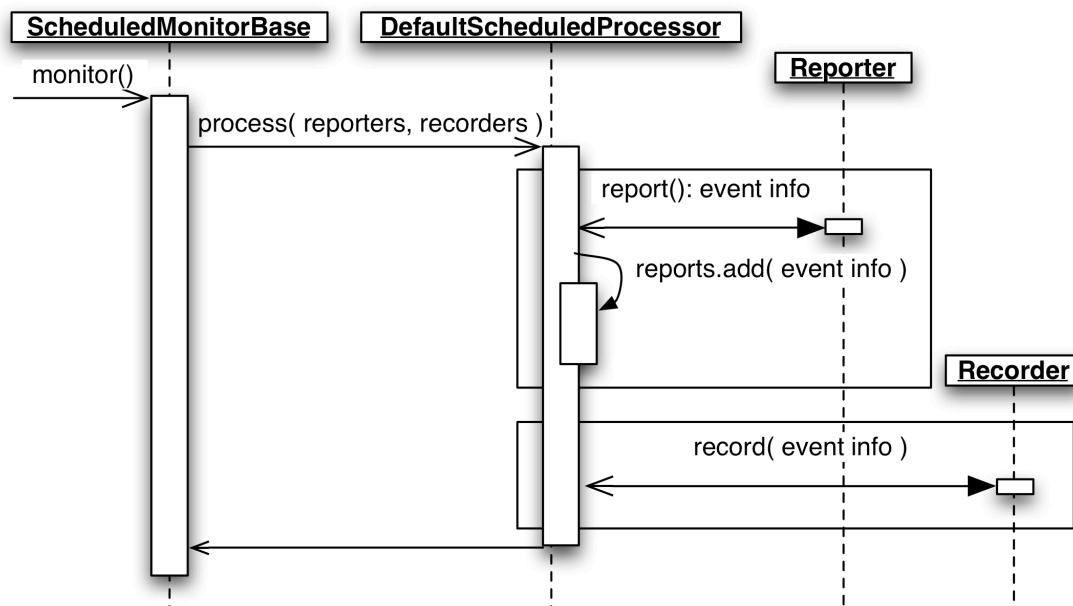 ScheduledMonitorBase
DefaultScheduledProcessor
Reporter
monitor()
process( reporters, recorders )
report(): event info
reports.add( event info )
Recorder
record( event info )